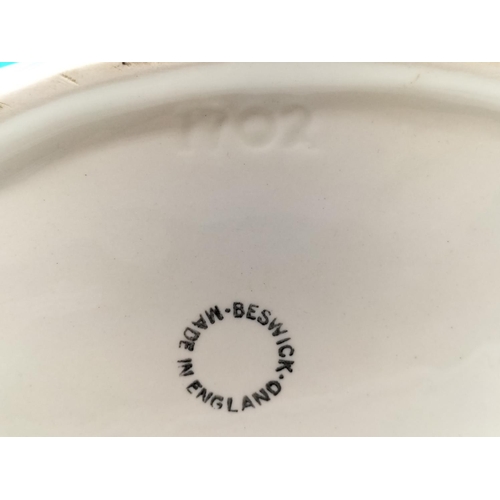 1702
BESWICK · MADE IN ENGLAND ·